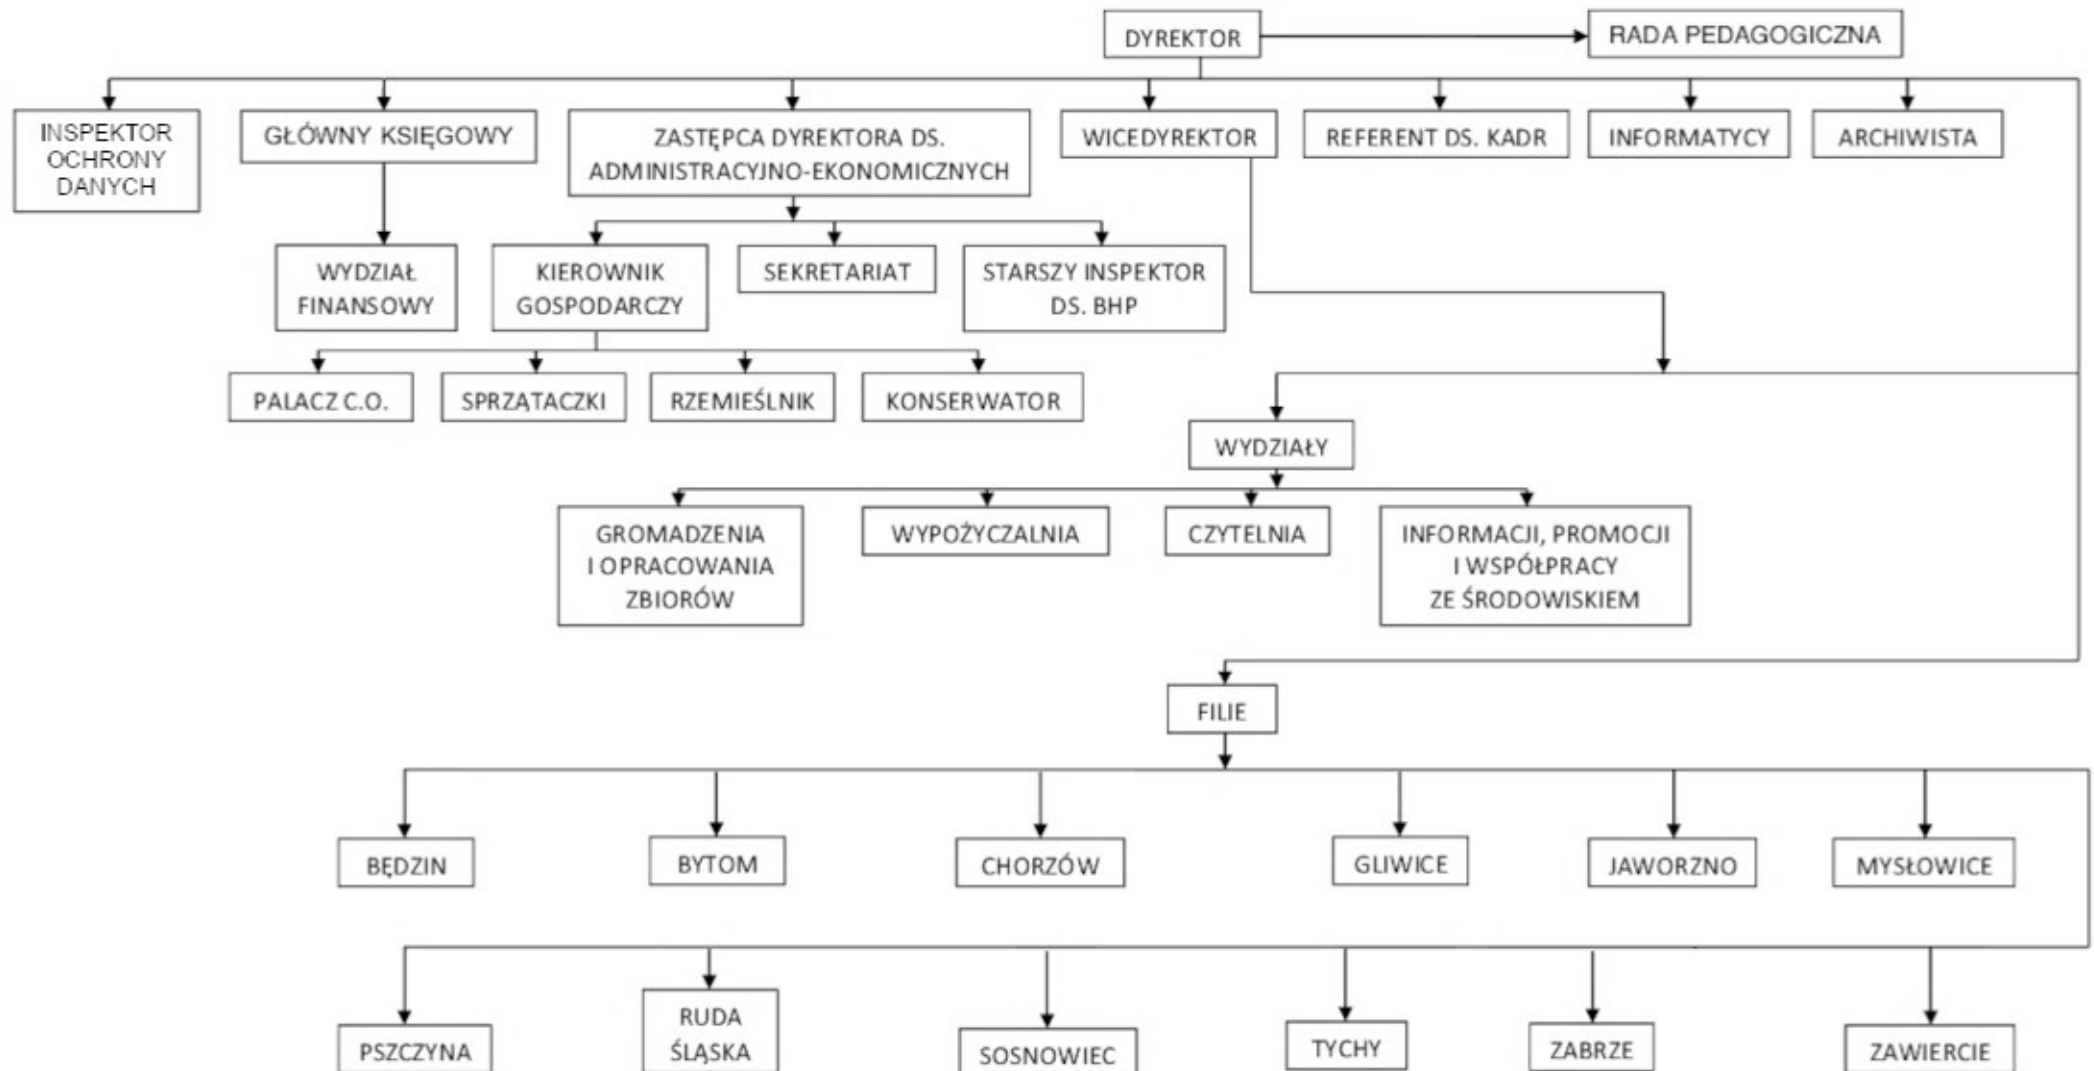 DYREKTOR
RADA PEDAGOGICZNA
INSPEKTOR
OCHRONY
DANYCH
GŁÓWNY KSIĘGOWY
ZASTĘPCA DYREKTORA DS.
ADMINISTRACYJNO-EKONOMICZNYCH
WICEDYREKTOR
REFERENT DS. KADR
INFORMATYCY
ARCHIWISTA
WYDZIAŁ
FINANSOWY
KIEROWNIK
GOSPODARCZY
SEKRETARIAT
STARSZY INSPEKTOR
DS. BHP
PALACZ C.O.
SPRZĄTACZKI
RZEMIEŚLNIK
KONSERWATOR
WYDZIAŁY
GROMADZENIA
I OPRACOWANIA
ZBIORÓW
WYPOŻYCZALNIA
CZYTELNIA
INFORMACJI, PROMOCJI
I WSPÓŁPRACY
ZE ŚRODOWISKIEM
FILIE
BĘDZIN
BYTOM
CHORZÓW
GLIWICE
JAWORZNO
MYSŁOWICE
PSZCZYNA
RUDA
ŚLĄSKA
SOSNOWIEC
TYCHY
ZABRZE
ZAWIERCIE